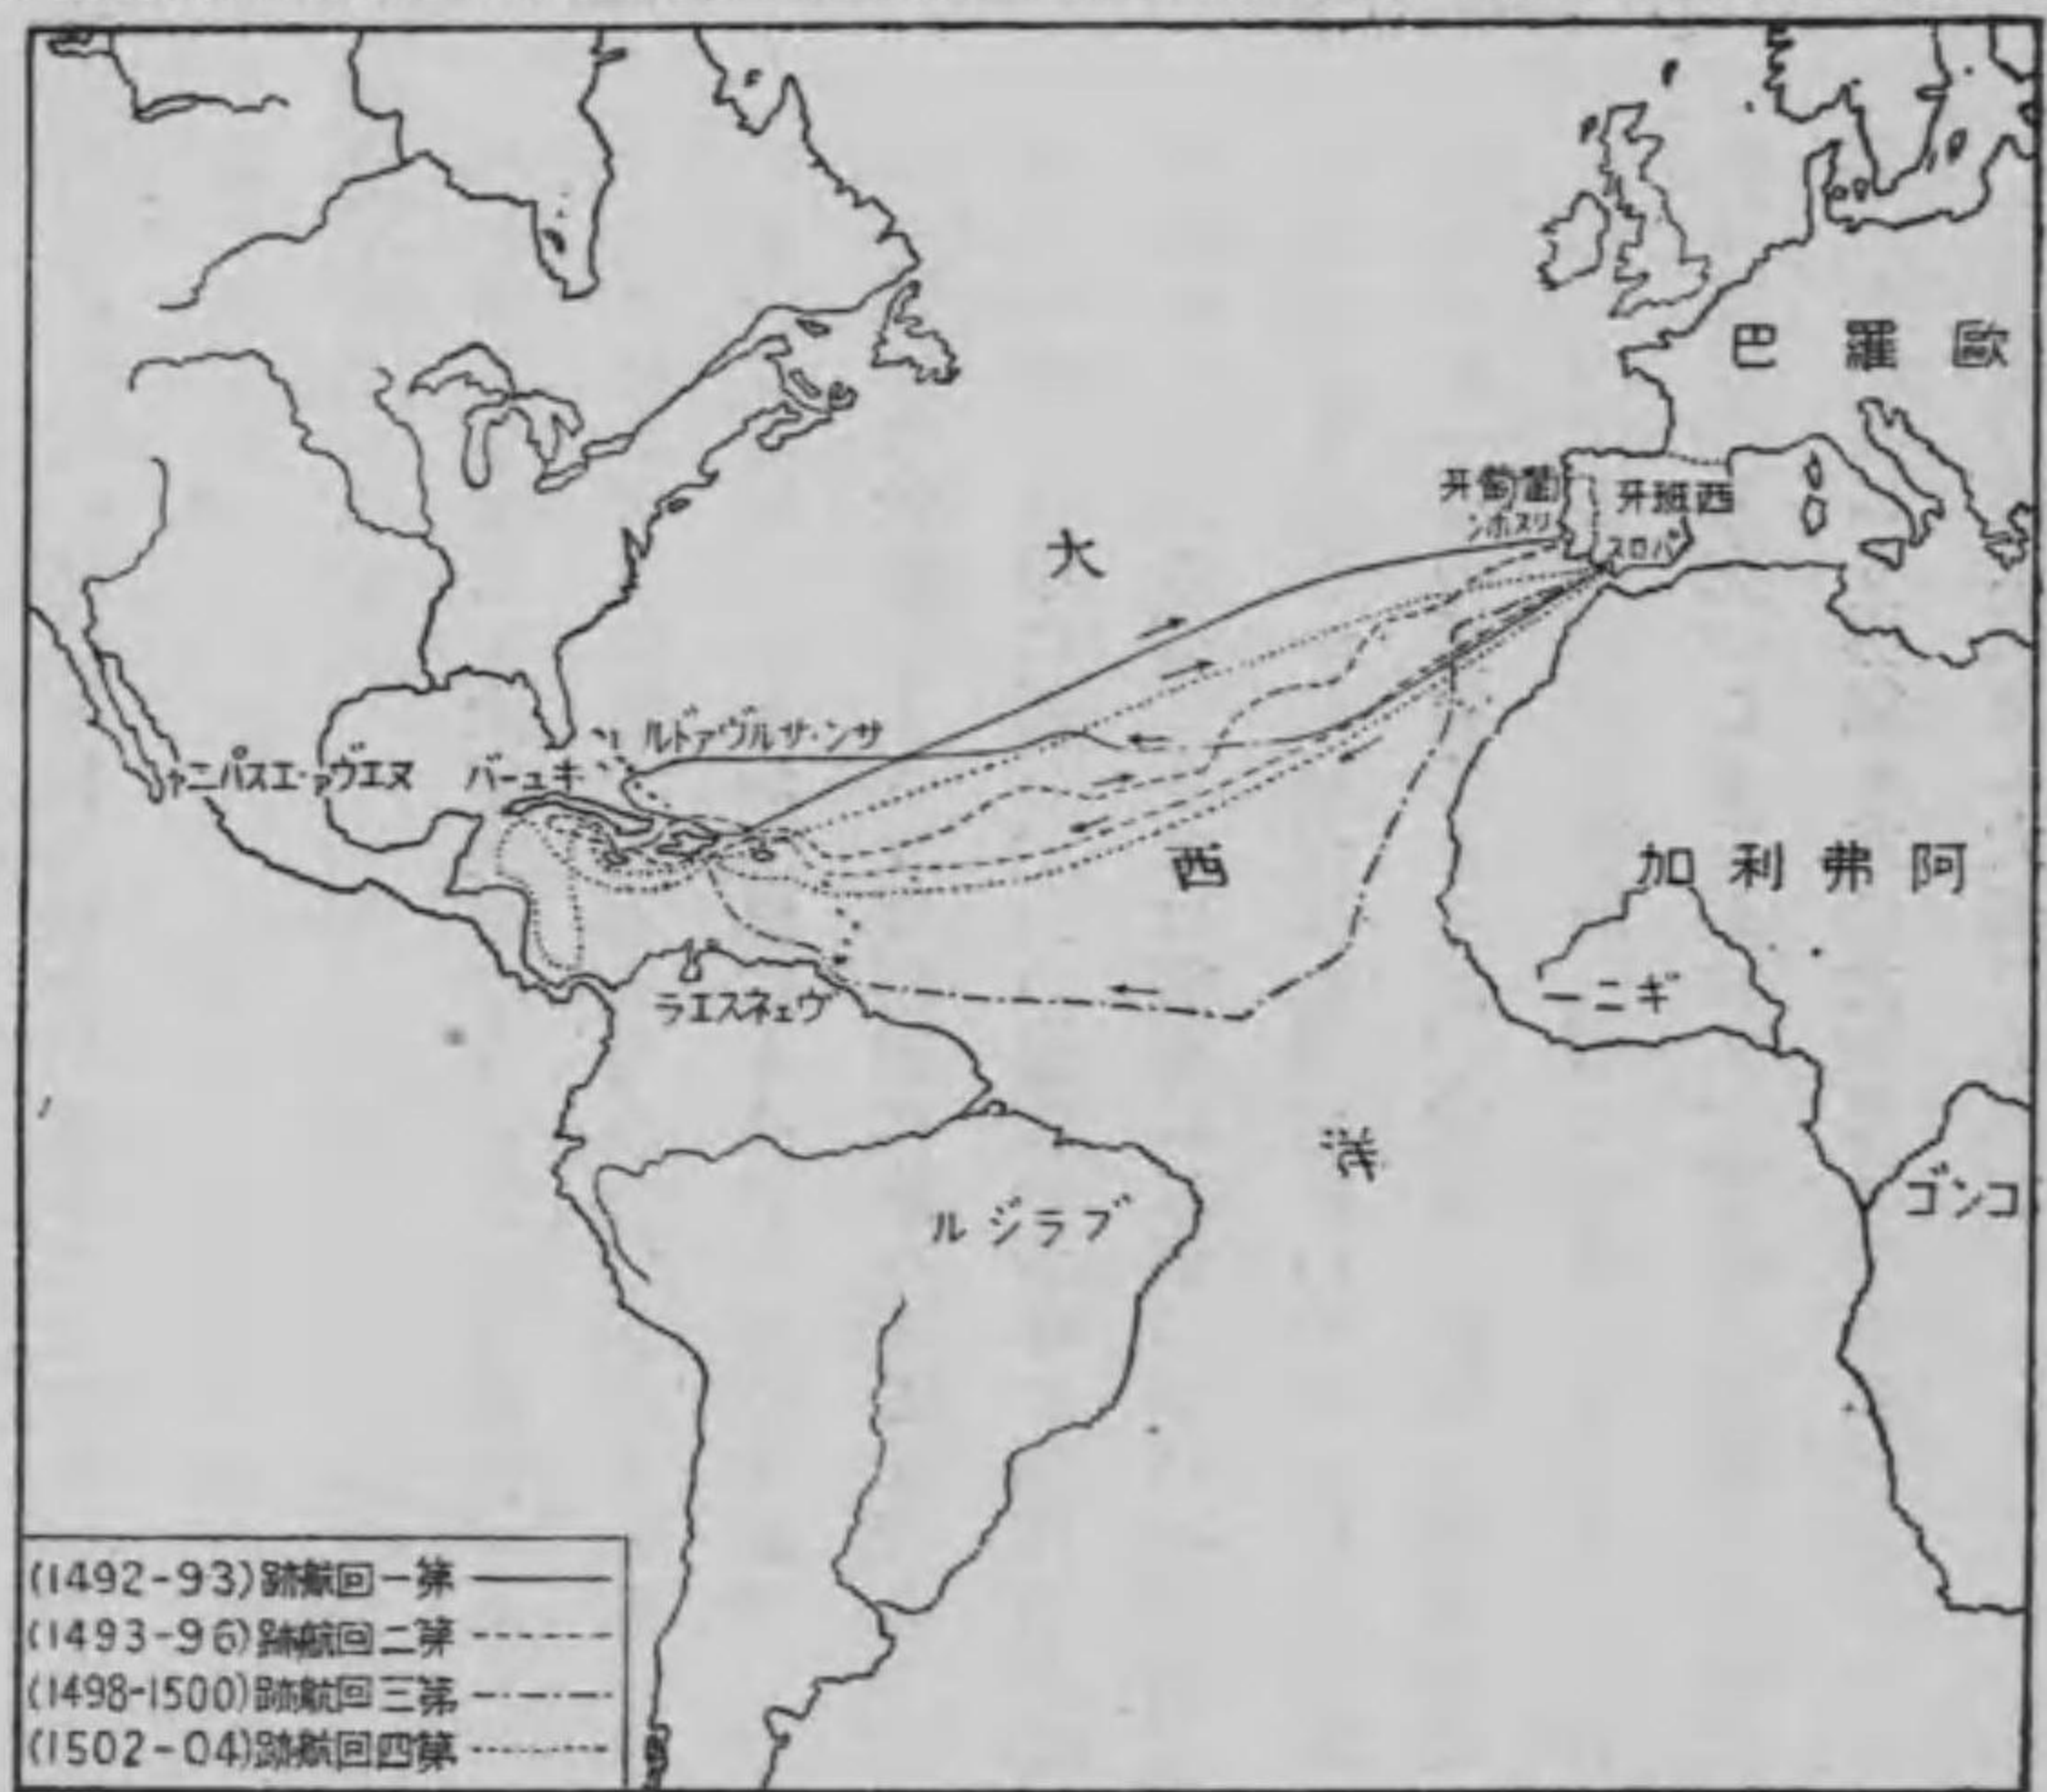 歐羅巴
葡萄牙
リスボン
西班牙
パロス
大
西
洋
サン・サルヴァドル
ヌエヴァ・エスパニャ
キューバ
阿弗利加
ギニー
ヴェネスエラ
コンゴ
ブラジル
第一回航跡(1492-93)
第二回航跡(1493-96)
第三回航跡(1498-1500)
第四回航跡(1502-04)